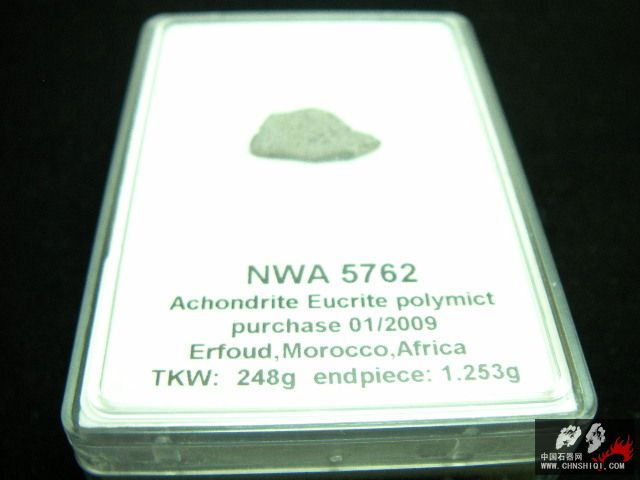 NWA 5762
Achondrite Eucrite polymict
purchase 01/2009
Erfoud,Morocco,Africa
TKW: 248g endpiece: 1.253g
中国石器网
WWW.CHNSHIQI.COM